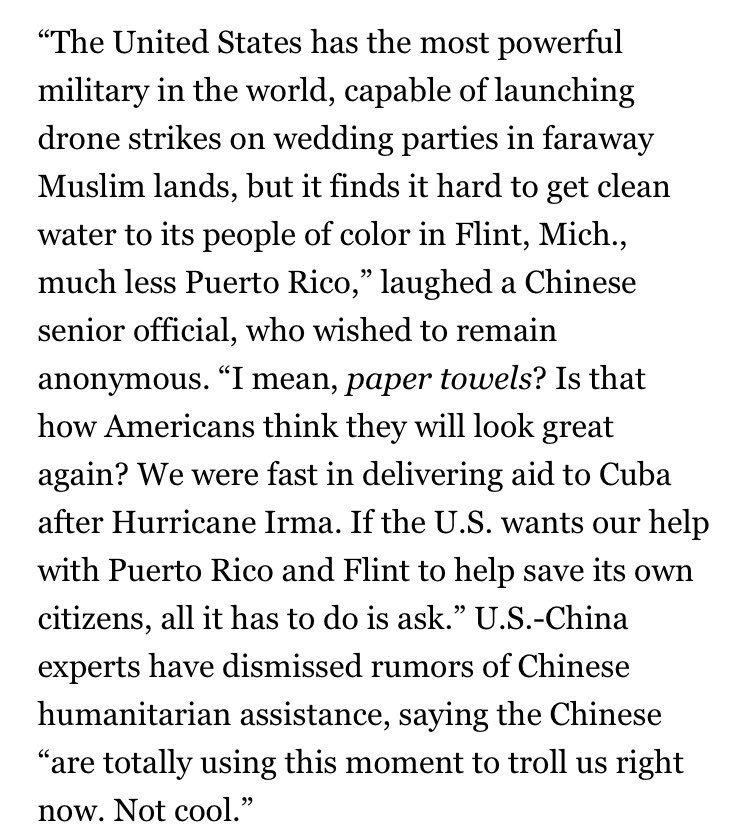 “The United States has the most powerful
military in the world, capable of launching
drone strikes on wedding parties in faraway
Muslim lands, but it finds it hard to get clean
water to its people of color in Flint, Mich.,
much less Puerto Rico,” laughed a Chinese
senior official, who wished to remain
anonymous. “I mean, paper towels? Is that
how Americans think they will look great
again? We were fast in delivering aid to Cuba
after Hurricane Irma. If the U.S. wants our help
with Puerto Rico and Flint to help save its own
citizens, all it has to do is ask.” U.S.-China
experts have dismissed rumors of Chinese
humanitarian assistance, saying the Chinese
“are totally using this moment to troll us right
now. Not cool.”